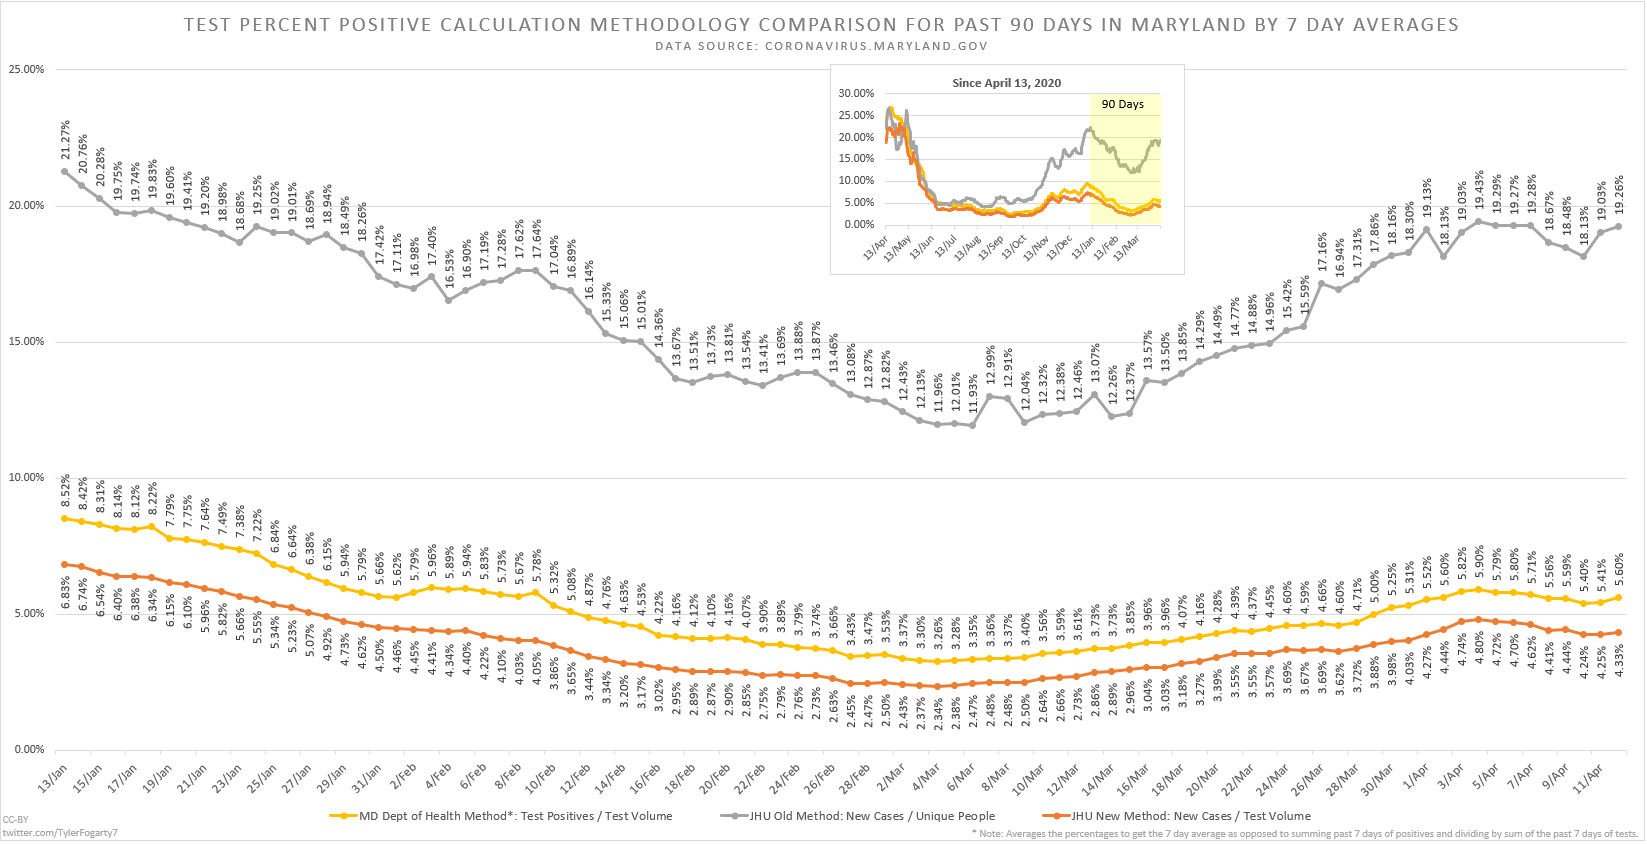 TEST PERCENT POSITIVE CALCULATION METHODOLOGY COMPARISON FOR PAST 90 DAYS IN MARYLAND BY 7 DAY AVERAGES
DATA SOURCE: CORONAVIRUS.MARYLAND.GOV
25.00%
20.00%
15.00%
10.00%
5.00%
0.00%
Since April 13, 2020
90 Days
30.00%
25.00%
20.00%
15.00%
10.00%
5.00%
0.00%
13/Apr 13/May 13/Jun 13/Jul 13/Aug 13/Sep 13/Oct 13/Nov 13/Dec 13/Jan 13/Feb 13/Mar
21.27% 20.76% 20.28% 19.75% 19.74% 19.83% 19.60% 19.41% 19.20% 18.98% 18.68% 19.25% 19.02% 19.01% 18.69% 18.94% 18.49% 18.26% 17.42% 17.11% 16.98% 17.40% 16.53% 16.90% 17.19% 17.28% 17.62% 17.64% 17.04% 16.89% 16.14% 15.33% 15.06% 15.01% 14.36% 13.67% 13.51% 13.73% 13.81% 13.54% 13.41% 13.69% 13.88% 13.87% 13.46% 13.08% 12.87% 12.82% 12.43% 12.13% 11.96% 12.01% 11.93% 12.99% 12.91% 12.04% 12.32% 12.38% 12.46% 13.07% 12.26% 12.37% 13.57% 13.50% 13.85% 14.29% 14.49% 14.77% 14.88% 14.96% 15.42% 15.59% 17.16% 16.94% 17.31% 17.86% 18.16% 18.30% 19.13% 18.13% 19.03% 19.43% 19.29% 19.27% 19.28% 18.67% 18.48% 18.13% 19.03% 19.26%
8.52% 8.42% 8.31% 8.14% 8.12% 8.22% 7.79% 7.75% 7.64% 7.49% 7.38% 7.22% 6.84% 6.64% 6.38% 6.15% 5.94% 5.79% 5.66% 5.62% 5.79% 5.96% 5.89% 5.94% 5.83% 5.73% 5.67% 5.78% 5.32% 5.08% 4.87% 4.76% 4.63% 4.53% 4.22% 4.16% 4.12% 4.10% 4.16% 4.07% 3.90% 3.89% 3.79% 3.74% 3.66% 3.43% 3.47% 3.53% 3.37% 3.30% 3.26% 3.28% 3.35% 3.36% 3.37% 3.40% 3.56% 3.59% 3.61% 3.73% 3.73% 3.85% 3.96% 3.96% 4.07% 4.16% 4.28% 4.39% 4.37% 4.45% 4.60% 4.59% 4.66% 4.60% 4.71% 5.00% 5.25% 5.31% 5.52% 5.60% 5.82% 5.90% 5.79% 5.80% 5.71% 5.56% 5.59% 5.40% 5.41% 5.60%
6.83% 6.74% 6.54% 6.40% 6.38% 6.34% 6.15% 6.10% 5.96% 5.82% 5.66% 5.55% 5.34% 5.23% 5.07% 4.92% 4.73% 4.62% 4.50% 4.46% 4.45% 4.41% 4.34% 4.40% 4.22% 4.10% 4.03% 4.05% 3.86% 3.65% 3.44% 3.34% 3.20% 3.17% 3.02% 2.95% 2.89% 2.87% 2.90% 2.85% 2.75% 2.79% 2.76% 2.73% 2.63% 2.45% 2.47% 2.50% 2.43% 2.37% 2.34% 2.38% 2.47% 2.48% 2.48% 2.50% 2.64% 2.66% 2.73% 2.86% 2.89% 2.96% 3.04% 3.03% 3.18% 3.27% 3.39% 3.55% 3.55% 3.57% 3.69% 3.67% 3.69% 3.62% 3.72% 3.88% 3.98% 4.03% 4.27% 4.44% 4.74% 4.80% 4.72% 4.70% 4.62% 4.41% 4.44% 4.24% 4.25% 4.33%
13/Jan 15/Jan 17/Jan 19/Jan 21/Jan 23/Jan 25/Jan 27/Jan 29/Jan 31/Jan 2/Feb 4/Feb 6/Feb 8/Feb 10/Feb 12/Feb 14/Feb 16/Feb 18/Feb 20/Feb 22/Feb 24/Feb 26/Feb 28/Feb 2/Mar 4/Mar 6/Mar 8/Mar 10/Mar 12/Mar 14/Mar 16/Mar 18/Mar 20/Mar 22/Mar 24/Mar 26/Mar 28/Mar 30/Mar 1/Apr 3/Apr 5/Apr 7/Apr 9/Apr 11/Apr
MD Dept of Health Method*: Test Positives / Test Volume JHU Old Method: New Cases / Unique People JHU New Method: New Cases / Test Volume
CC-BY
twitter.com/TylerFogarty7
* Note: Averages the percentages to get the 7 day average as opposed to summing past 7 days of positives and dividing by sum of the past 7 days of tests.